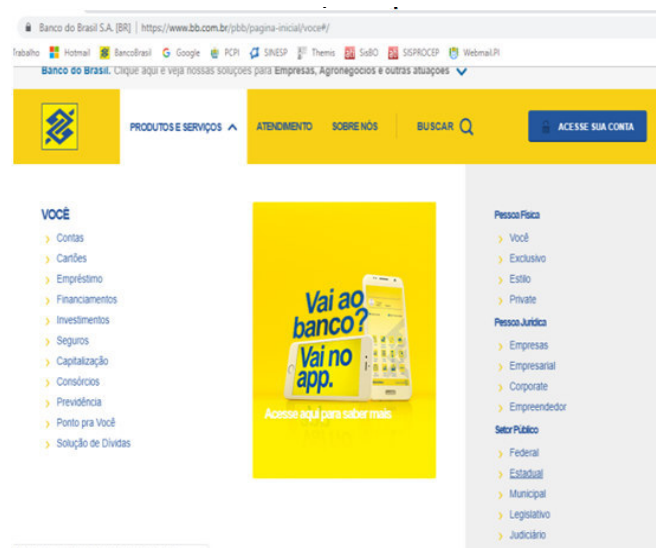 Banco do Brasil S.A. [BR] | https://www.bb.com.br/pbb/pagina-inicial/voce#/
Trabalho Hotmail BancoBrasil Google PCPI SINESP Themis SisBO SISPROCEP Webmail.PI
Banco do Brasil. Clique aqui e veja nossas soluções para Empresas, Agronegócios e outras atuações
PRODUTOS E SERVIÇOS ATENDIMENTO SOBRE NÓS BUSCAR ACESSE SUA CONTA
VOCÊ
Contas
Cartões
Empréstimo
Financiamentos
Investimentos
Seguros
Capitalização
Consórcios
Previdência
Ponto pra Você
Solução de Dívidas
Vai ao
banco?
Vai no
app.
Acesse aqui para saber mais
Pessoa Física
Você
Exclusivo
Estilo
Private
Pessoa Jurídica
Empresas
Empresarial
Corporate
Empreendedor
Setor Público
Federal
Estadual
Municipal
Legislativo
Judiciário